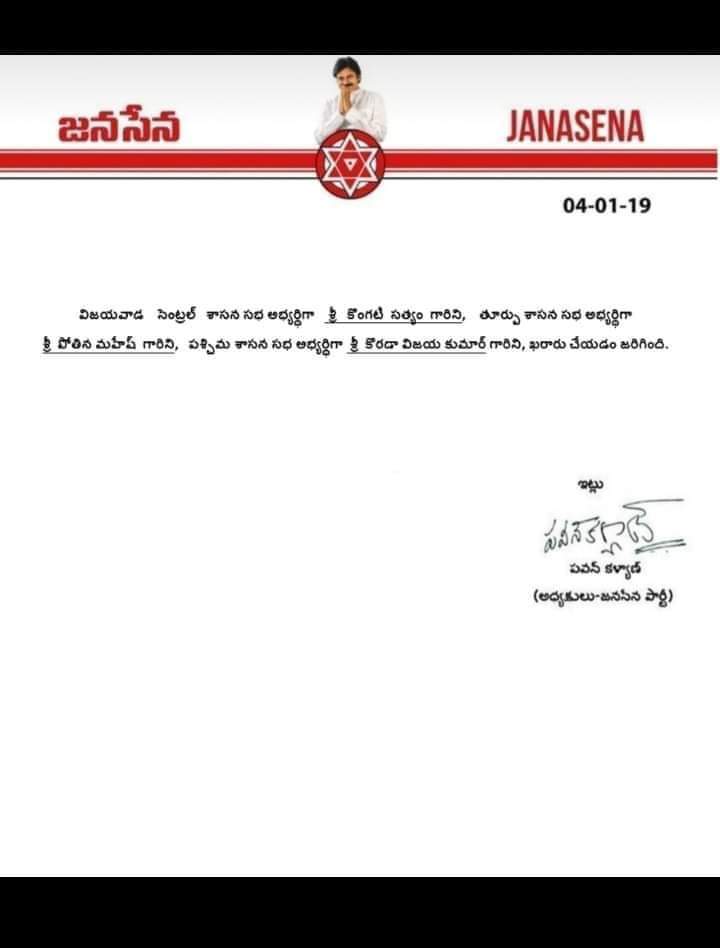 జనసేన
JANASENA
04-01-19
విజయవాడ సెంట్రల్ శాసన సభ అభ్యర్థిగా శ్రీ కొంగటి సత్యం గారిని, తూర్పు శాసన సభ అభ్యర్థిగా
శ్రీ పోతిన మహేష్ గారిని, పశ్చిమ శాసన సభ అభ్యర్థిగా శ్రీ కొరడా విజయ కుమార్ గారిని, ఖరారు చేయడం జరిగింది.
ఇట్లు
పవన్ కళ్యాణ్
పవన్ కళ్యాణ్
(అధ్యక్షులు-జనసేన పార్టీ)